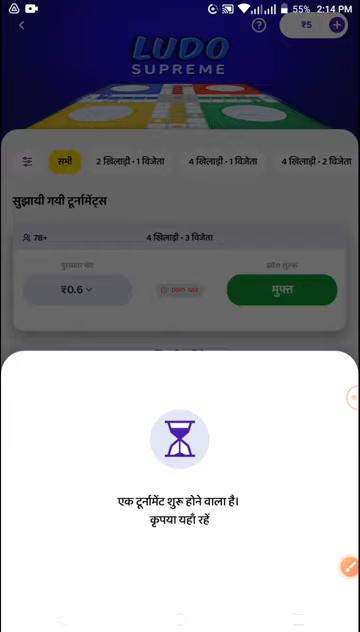 55% 2:14 PM
₹5
LUDO
SUPREME
सभी
2 खिलाड़ी • 1 विजेता
4 खिलाड़ी • 1 विजेता
4 खिलाड़ी • 2 विजेता
सुझायी गयी टूर्नामेंट्स
78+
4 खिलाड़ी • 3 विजेता
प्रवेश शुल्क
₹0.6
मुफ्त
एक टूर्नामेंट शुरू होने वाला है।
कृपया यहाँ रहें